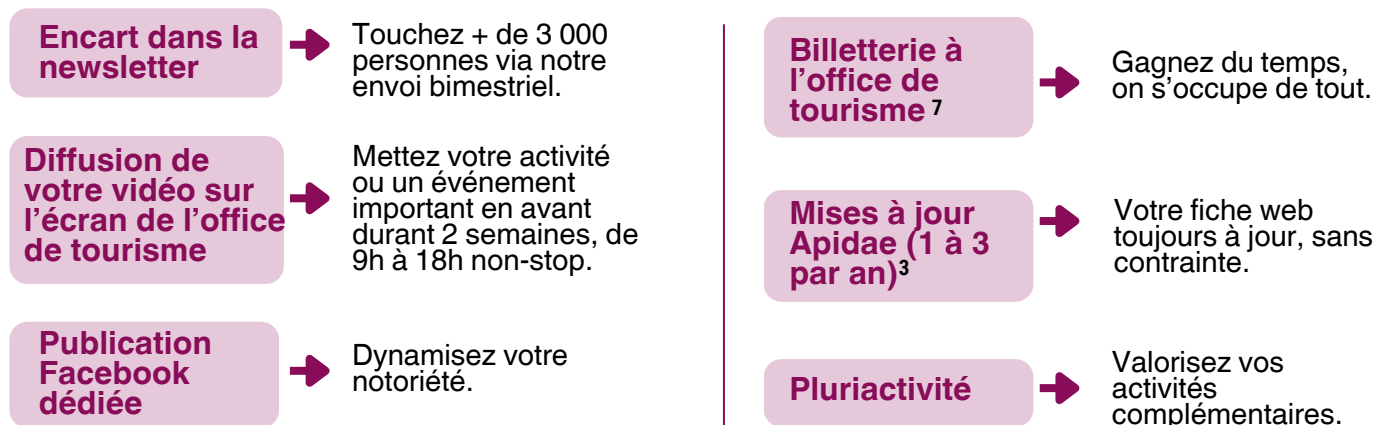 Encart dans la
newsletter
Touchez + de 3 000
personnes via notre
envoi bimestriel.
Diffusion de
votre vidéo sur
l'écran de l'office
de tourisme
Mettez votre activité
ou un événement
important en avant
durant 2 semaines, de
9h à 18h non-stop.
Publication
Facebook
dédiée
Dynamisez votre
notoriété.
Billetterie à
l'office de
tourisme 7
Gagnez du temps,
on s'occupe de tout.
Mises à jour
Apidae (1 à 3
par an)3
Votre fiche web
toujours à jour, sans
contrainte.
Pluriactivité
Valorisez vos
activités
complémentaires.